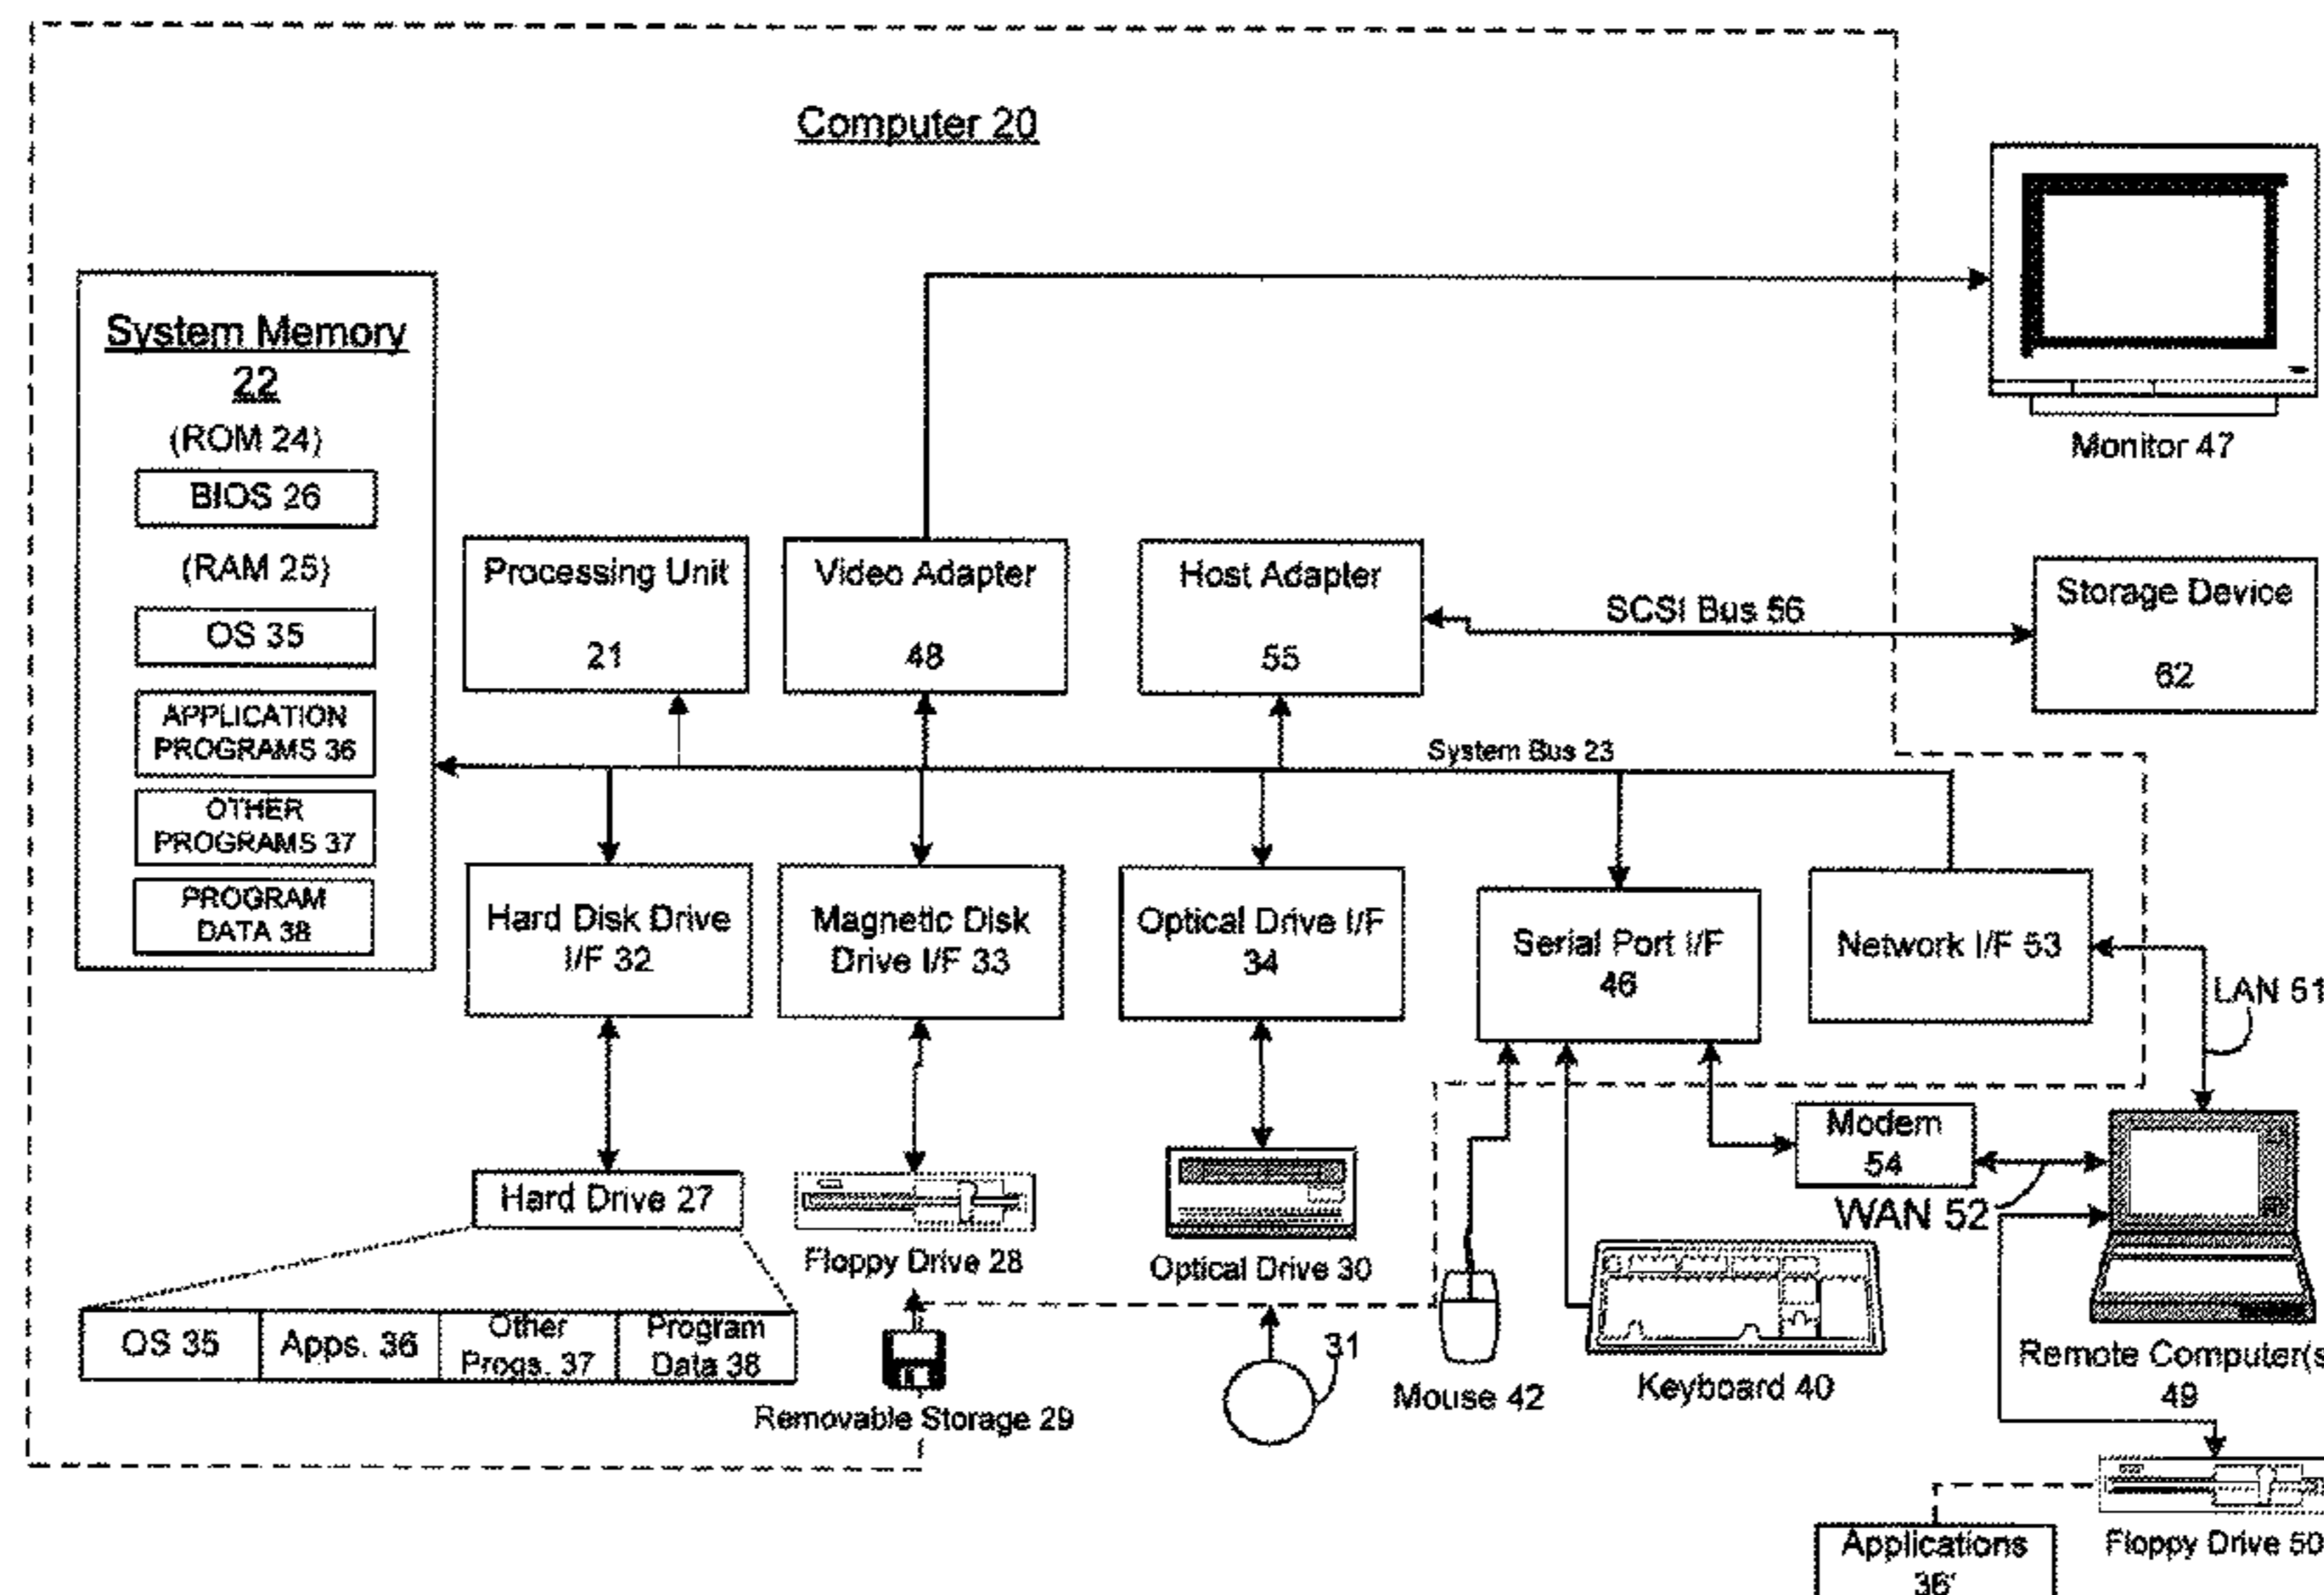 Computer 20
System Memory
22
(ROM 24)
BIOS 26
(RAM 25)
OS 35
APPLICATION
PROGRAMS 36
OTHER
PROGRAMS 37
PROGRAM
DATA 38
Monitor 47
Processing Unit
21
Video Adapter
48
Host Adapter
55
SCSI Bus 56
Storage Device
62
System Bus 23
Hard Disk Drive
I/F 32
Magnetic Disk
Drive I/F 33
Optical Drive I/F
34
Serial Port I/F
46
Network I/F 53
LAN 51
Modem
54
WAN 52
Hard Drive 27
Floppy Drive 28
Optical Drive 30
OS 35
Apps. 36
Other
Progs. 37
Program
Data 38
Removable Storage 29
31
Mouse 42
Keyboard 40
Remote Computer(s
49
Floppy Drive 50
Applications
36'